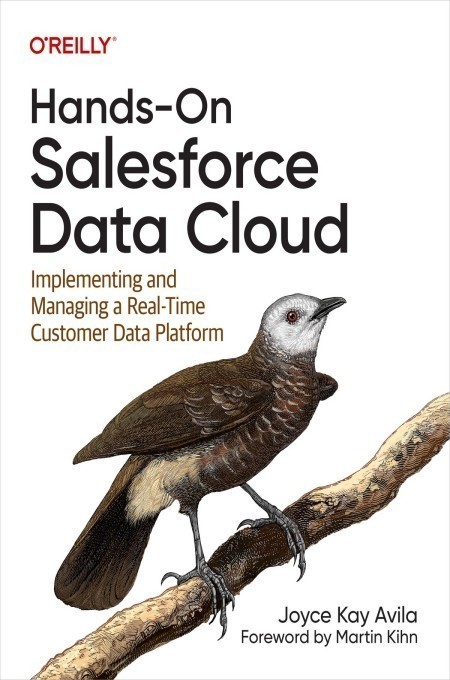 O'REILLY®
Hands-On
Salesforce
Data Cloud
Implementing and
Managing a Real-Time
Customer Data Platform
Joyce Kay Avila
Foreword by Martin Kihn